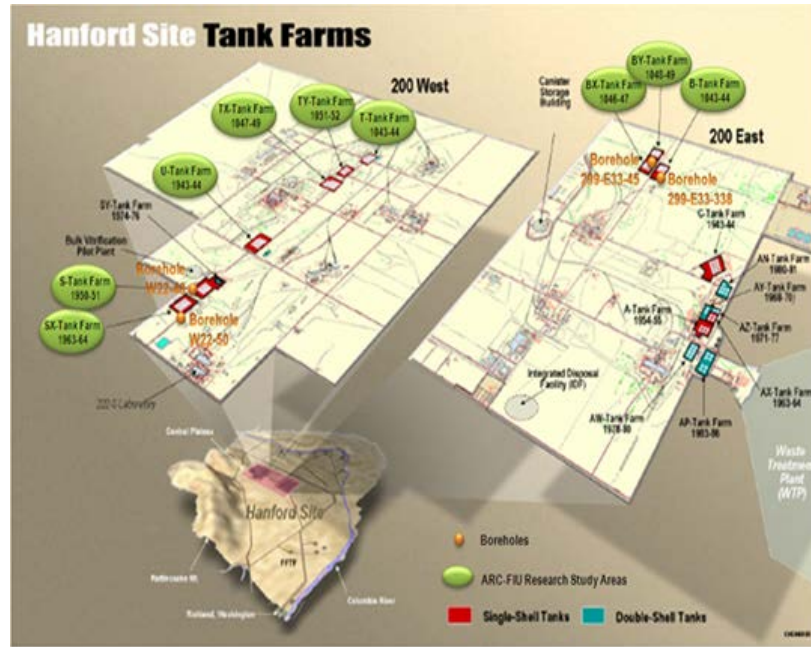 Hanford Site Tank Farms
200 West
TX-Tank Farm
1947-49
TY-Tank Farm
1951-52
T-Tank Farm
1943-44
U-Tank Farm
1943-44
SY-Tank Farm
1974-76
Bulk Vitrification
Pilot Plant
S-Tank Farm
1950-51
SX-Tank Farm
1963-64
Borehole
Borehole
W22-50
Canister
Storage
Building
BX-Tank Farm
1946-47
BY-Tank Farm
1948-49
B-Tank Farm
1943-44
200 East
Borehole
299-E33-45
Borehole
299-E33-338
C-Tank Farm
1943-44
AN-Tank Farm
1980-81
AY-Tank Farm
1968-70
A-Tank Farm
1954-55
AZ-Tank Farm
1971-77
AX-Tank Farm
1963-64
AW-Tank Farm
1978-80
AP-Tank Farm
1983-86
Integrated Disposal
Facility (IDF)
Waste
Treatment
Plant
(WTP)
Central Plateau
Hanford Site
FFTF
Rattlesnake Mt.
Richland, Washington
Columbia River
Boreholes
ARC-FIU Research Study Areas
Single-Shell Tanks
Double-Shell Tanks